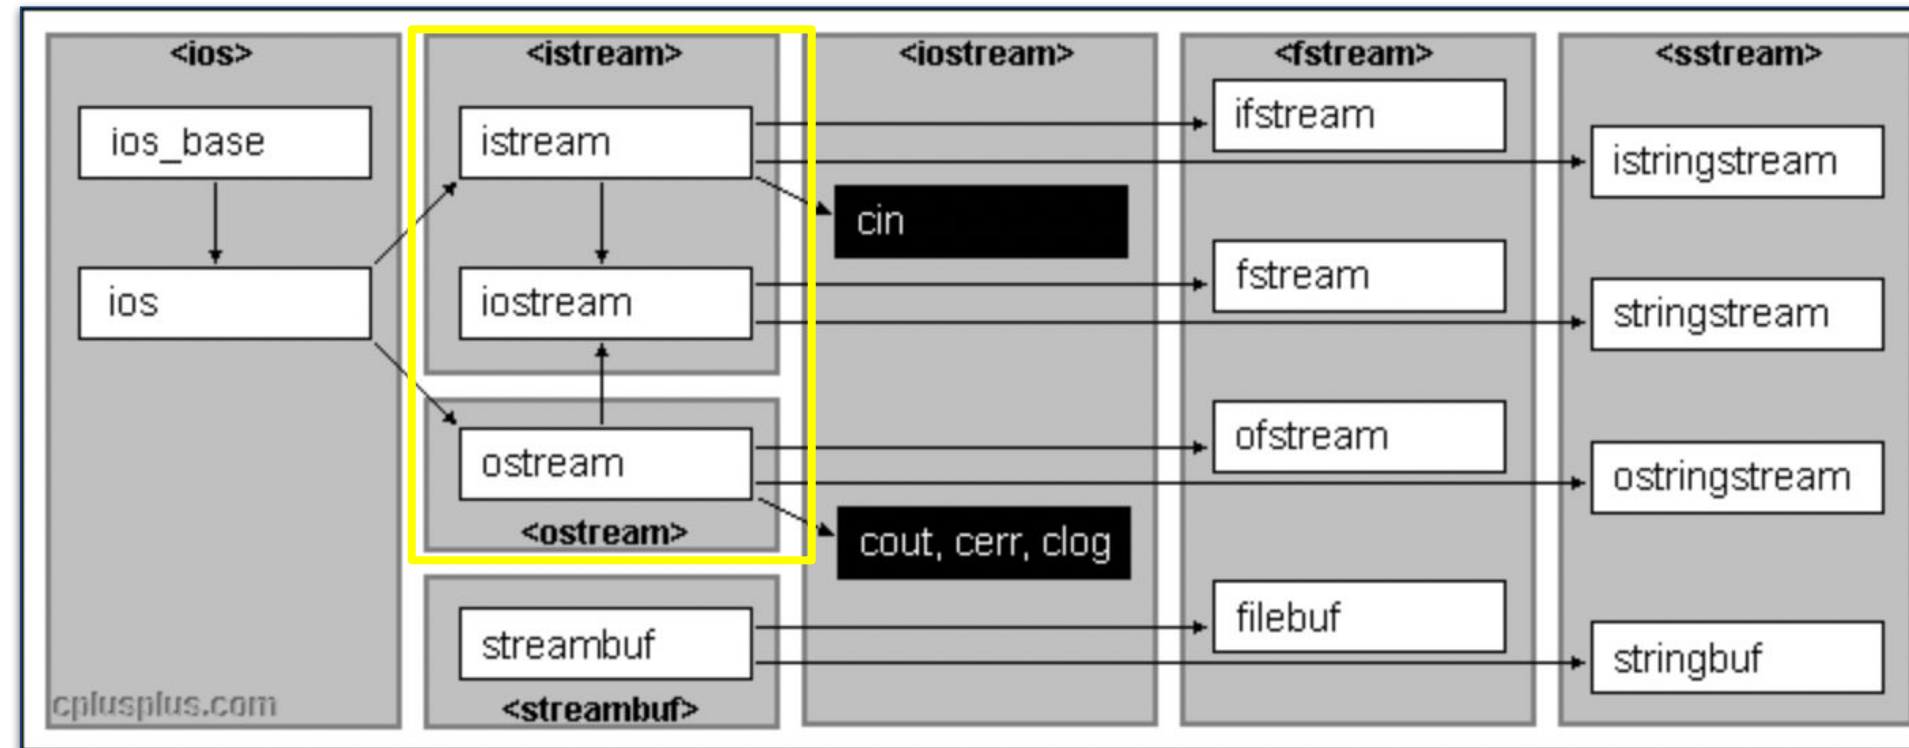 <ios>
ios_base
ios
cplusplus.com
<istream>
istream
iostream
ostream
<ostream>
streambuf
<streambuf>
<iostream>
cin
cout, cerr, clog
<fstream>
ifstream
fstream
ofstream
filebuf
<sstream>
istringstream
stringstream
ostringstream
stringbuf